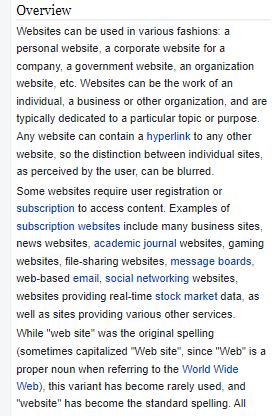 Overview
Websites can be used in various fashions: a
personal website, a corporate website for a
company, a government website, an organization
website, etc. Websites can be the work of an
individual, a business or other organization, and are
typically dedicated to a particular topic or purpose.
Any website can contain a hyperlink to any other
website, so the distinction between individual sites,
as perceived by the user, can be blurred.
Some websites require user registration or
subscription to access content. Examples of
subscription websites include many business sites,
news websites, academic journal websites, gaming
websites, file-sharing websites, message boards,
web-based email, social networking websites,
websites providing real-time stock market data, as
well as sites providing various other services.
While "web site" was the original spelling
(sometimes capitalized "Web site", since "Web" is a
proper noun when referring to the World Wide
Web), this variant has become rarely used, and
"website" has become the standard spelling. All